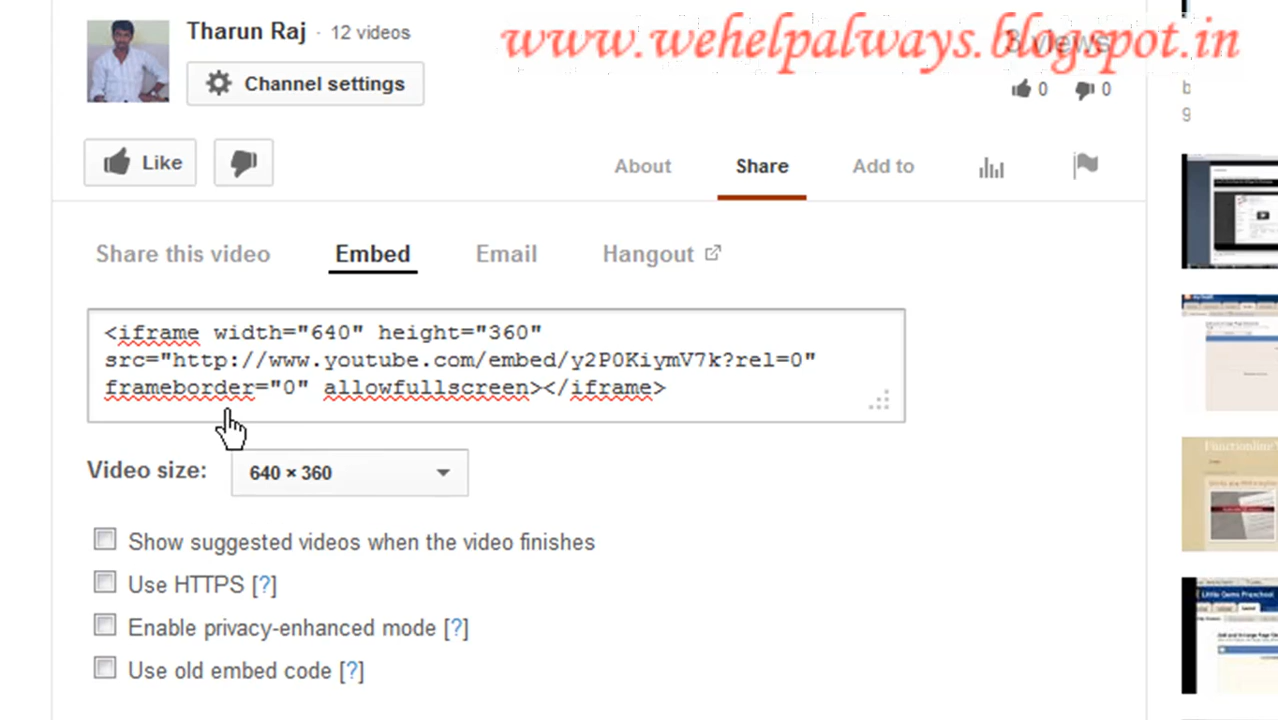 Tharun Raj · 12 videos
www.wehelpalways.blogspot.in
3 views
Channel settings
0 0
b
9
Like
About Share Add to
Share this video Embed Email Hangout
<iframe width="640" height="360"
src="http://www.youtube.com/embed/y2P0KiymV7k?rel=0"
frameborder="0" allowfullscreen></iframe>
Video size: 640 × 360
Show suggested videos when the video finishes
Use HTTPS [?]
Enable privacy-enhanced mode [?]
Use old embed code [?]